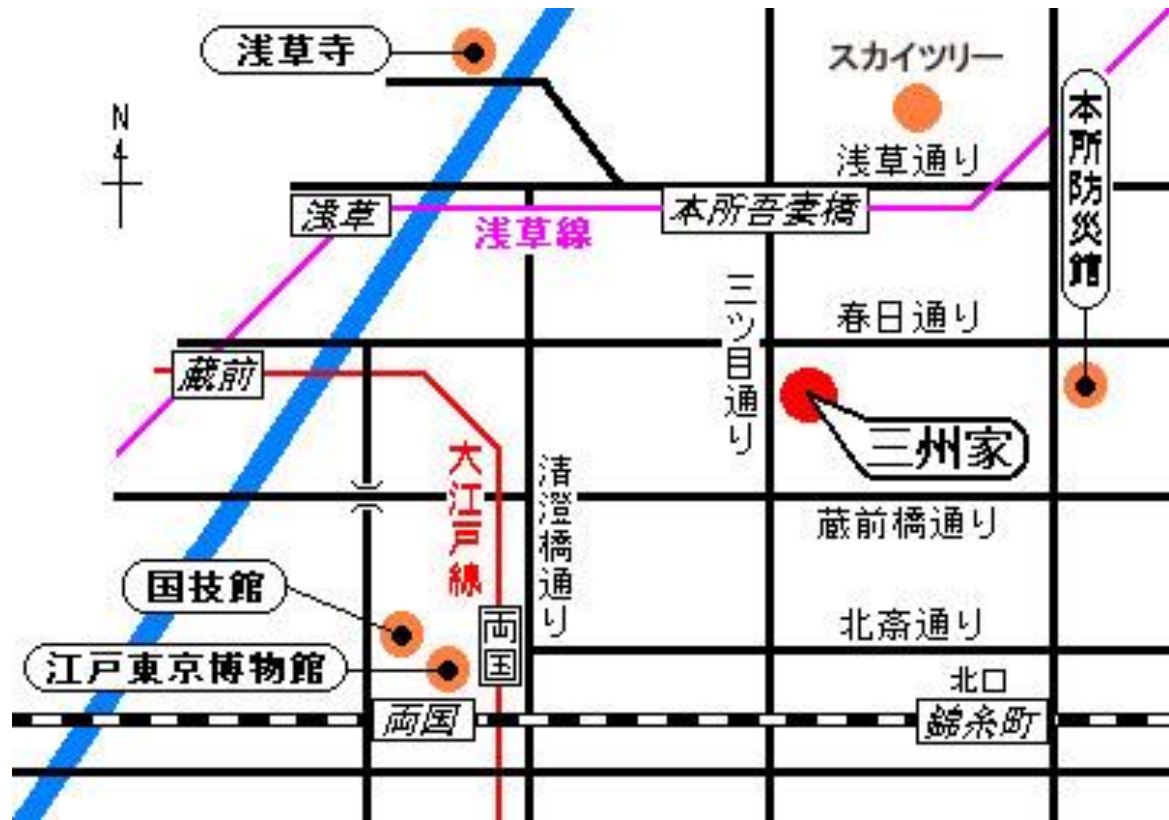 浅草寺
スカイツリー
本所防災館
N
浅草通り
浅草
本所吾妻橋
浅草線
三ツ目通り
春日通り
蔵前
三州家
大江戸線
清澄橋通り
蔵前橋通り
国技館
両国
北斎通り
江戸東京博物館
北口
両国
錦糸町